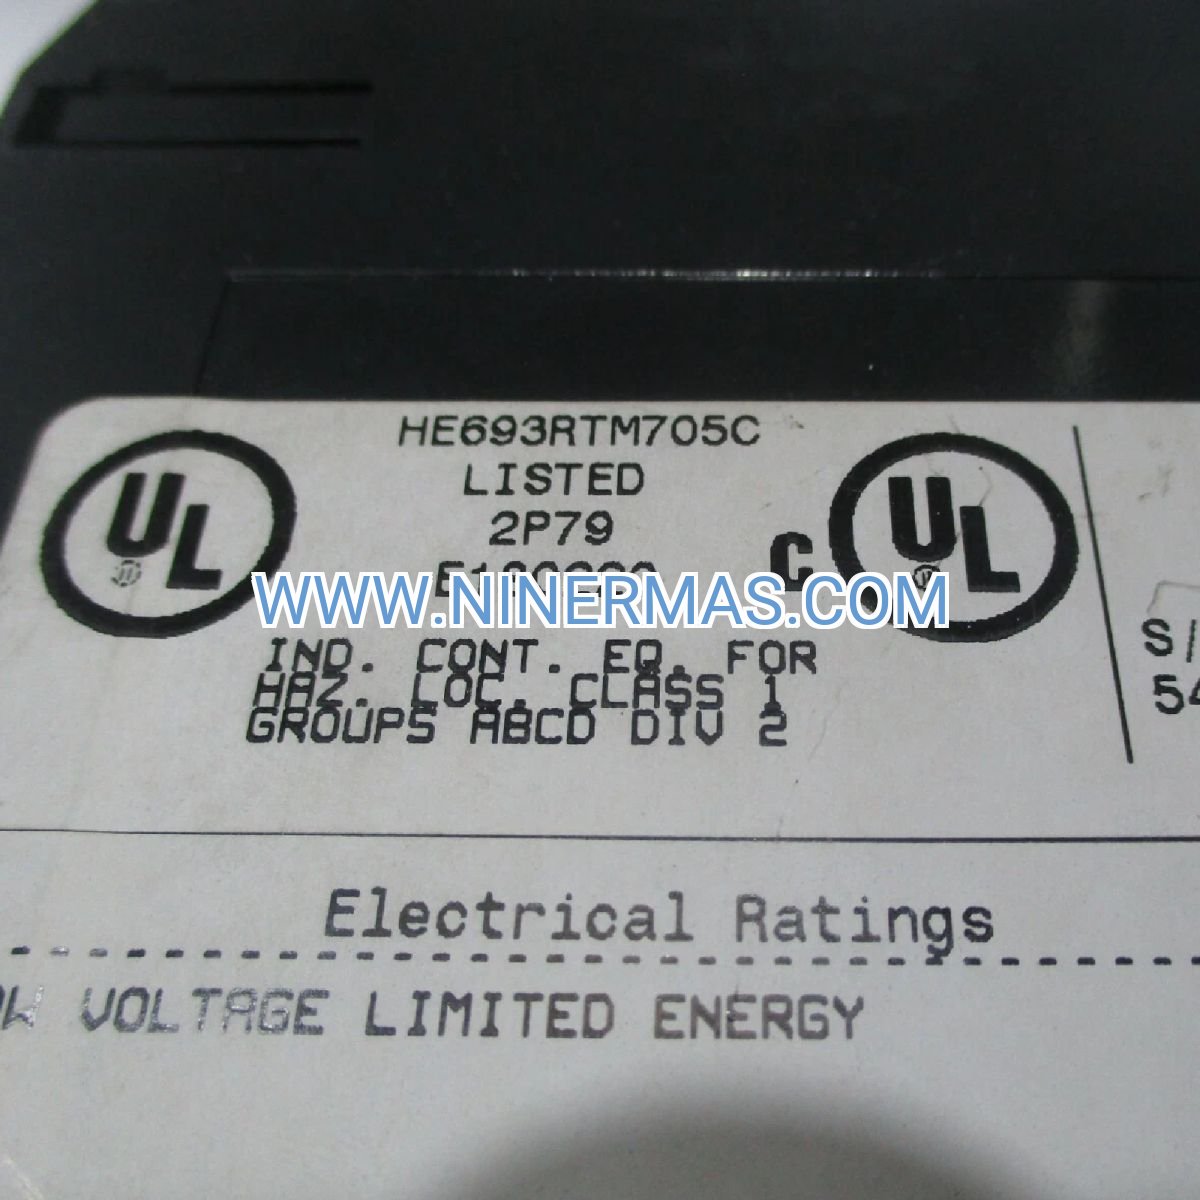 HE693RTM705C
UL LISTED C UL
2P79
WWW.NINERMAS.COM
IND. CONT. EQ. FOR
HAZ. LOC. CLASS 1
GROUPS ABCD DIV 2
S/
54
Electrical Ratings
VOLTAGE LIMITED ENERGY